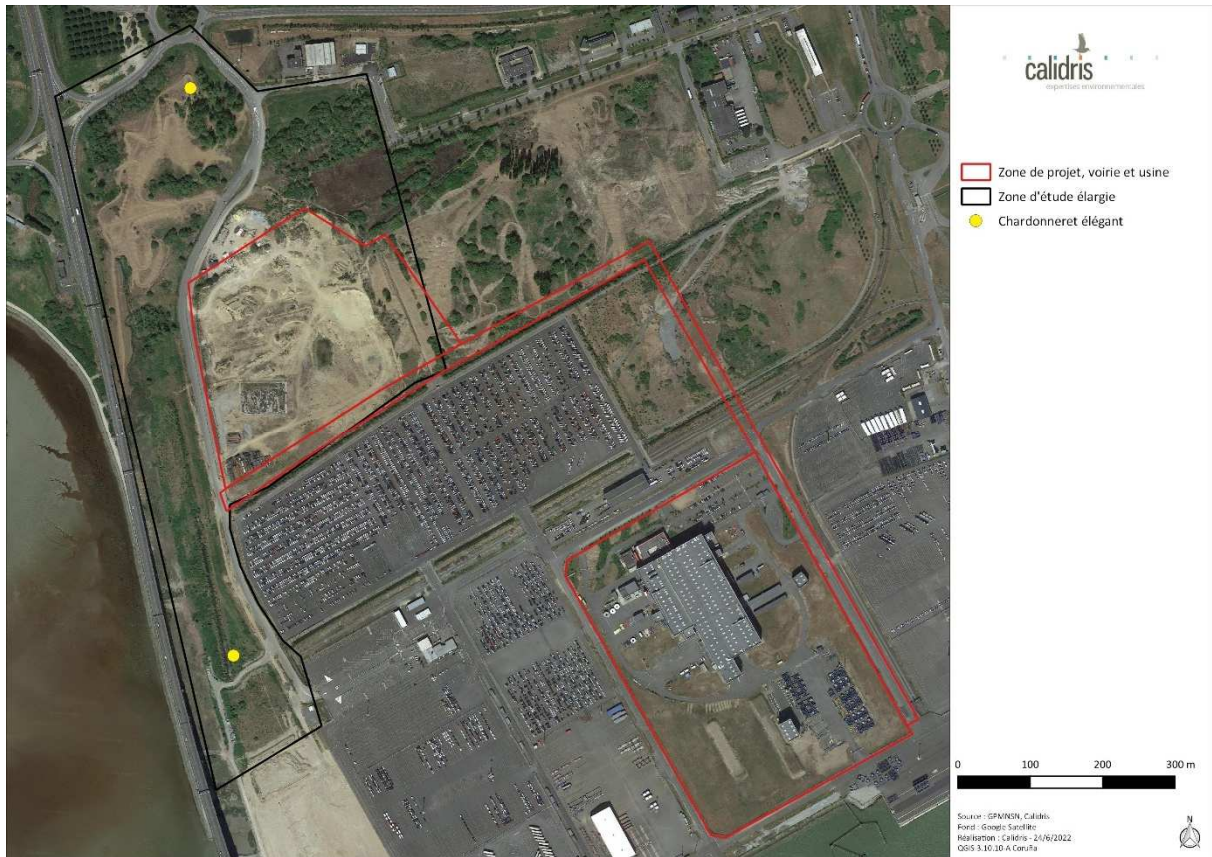 calidris
expertises environnementales
Zone de projet, voirie et usine
Zone d'étude élargie
Chardonneret élégant
0 100 200 300 m
Source : GPMNSN, Calidris
Fond : Google Satellite
Réalisation : Calidris - 24/6/2022
QGIS 3.10.10-A Coruña
N